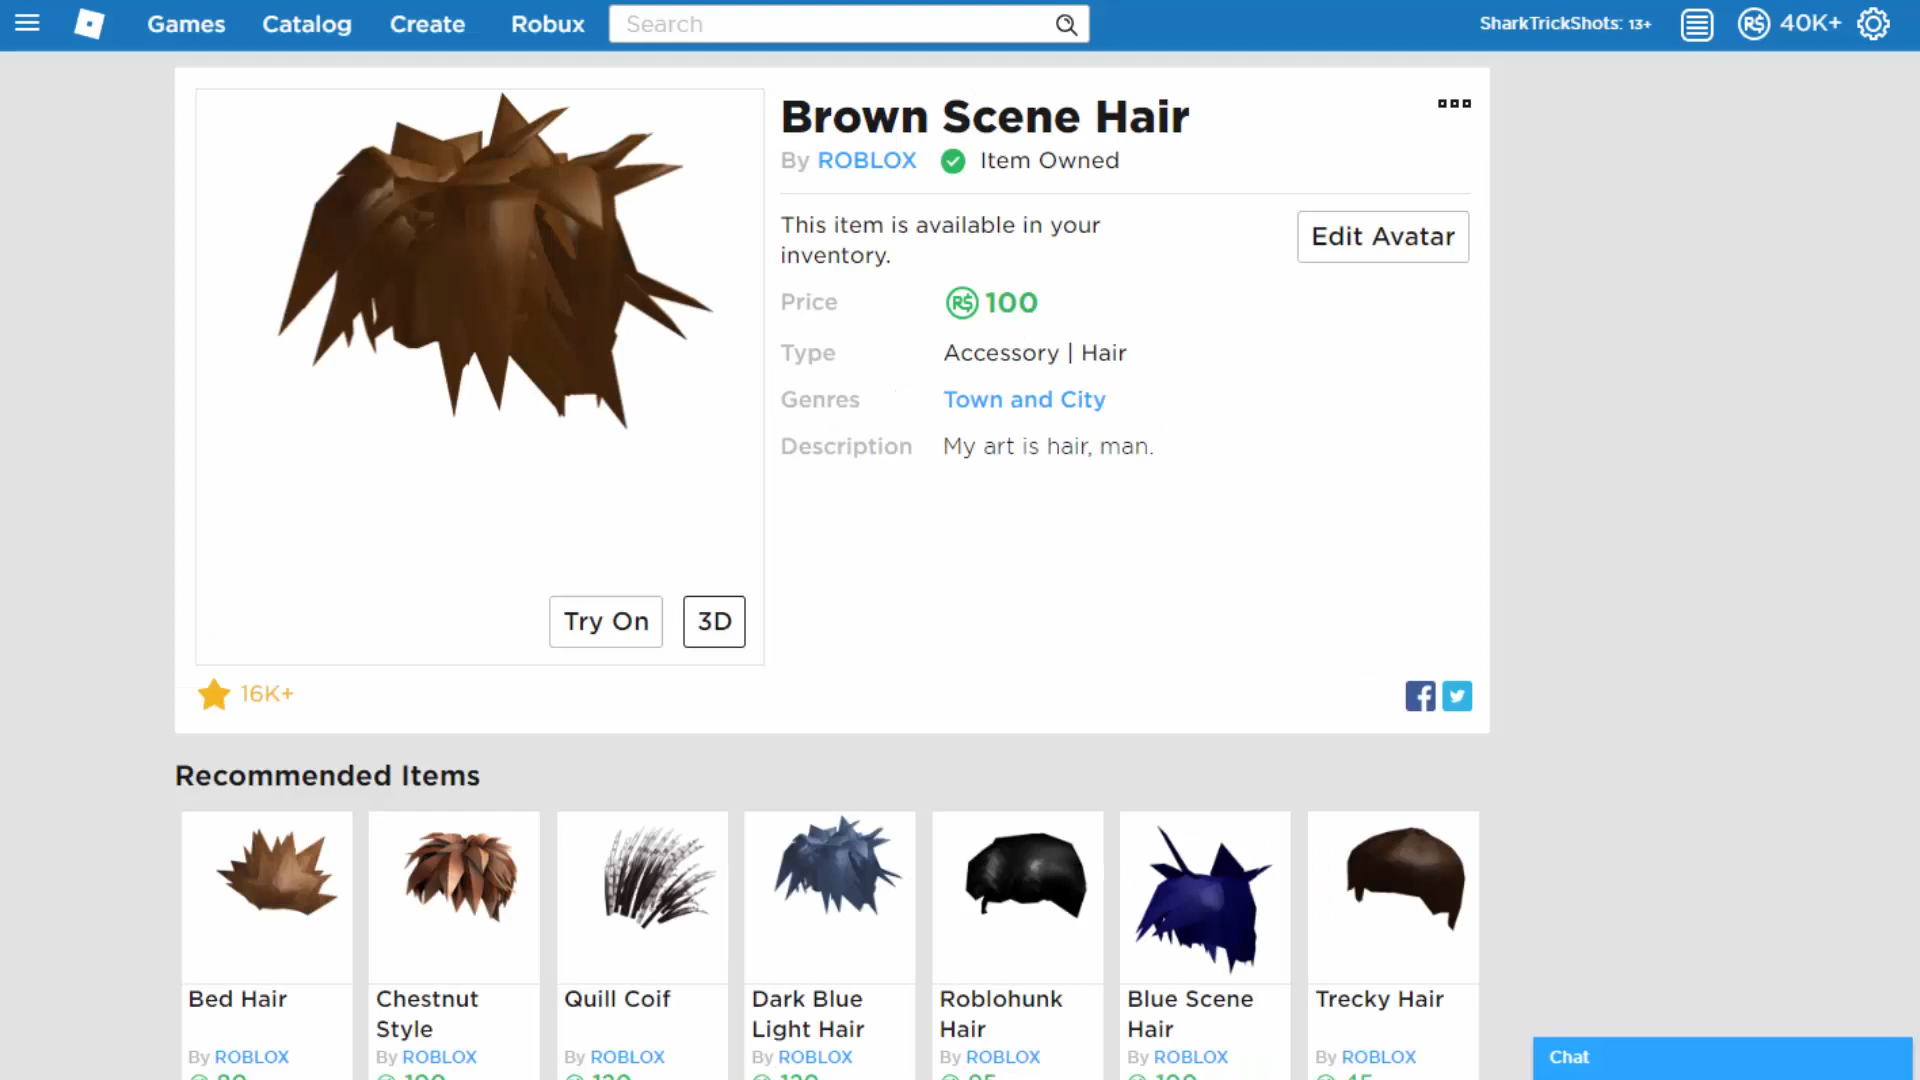 Games Catalog Create Robux Search SharkTrickShots: 13+ R$ 40K+
Brown Scene Hair
By ROBLOX Item Owned
This item is available in your
inventory.
Edit Avatar
Price R$ 100
Type Accessory | Hair
Genres Town and City
Description My art is hair, man.
Try On 3D
16K+
Recommended Items
Bed Hair
By ROBLOX
Chestnut
Style
By ROBLOX
Quill Coif
By ROBLOX
Dark Blue
Light Hair
By ROBLOX
Roblohunk
Hair
By ROBLOX
Blue Scene
Hair
By ROBLOX
Trecky Hair
By ROBLOX
Chat